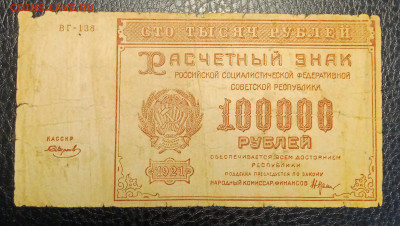 ВГ-138
СТО ТЫСЯЧ РУБЛЕЙ
РАСЧЕТНЫЙ ЗНАК
РОССИЙСКОЙ СОЦИАЛИСТИЧЕСКОЙ ФЕДЕРАТИВНОЙ
СОВЕТСКОЙ РЕСПУБЛИКИ.
100000
РУБЛЕЙ
КАССИР
ОБЕСПЕЧИВАЕТСЯ ВСЕМ ДОСТОЯНИЕМ
РЕСПУБЛИКИ
1921
ПОДДЕЛКА ПРЕСЛЕДУЕТСЯ ПО ЗАКОНУ
НАРОДНЫЙ КОМИССАР ФИНАНСОВ